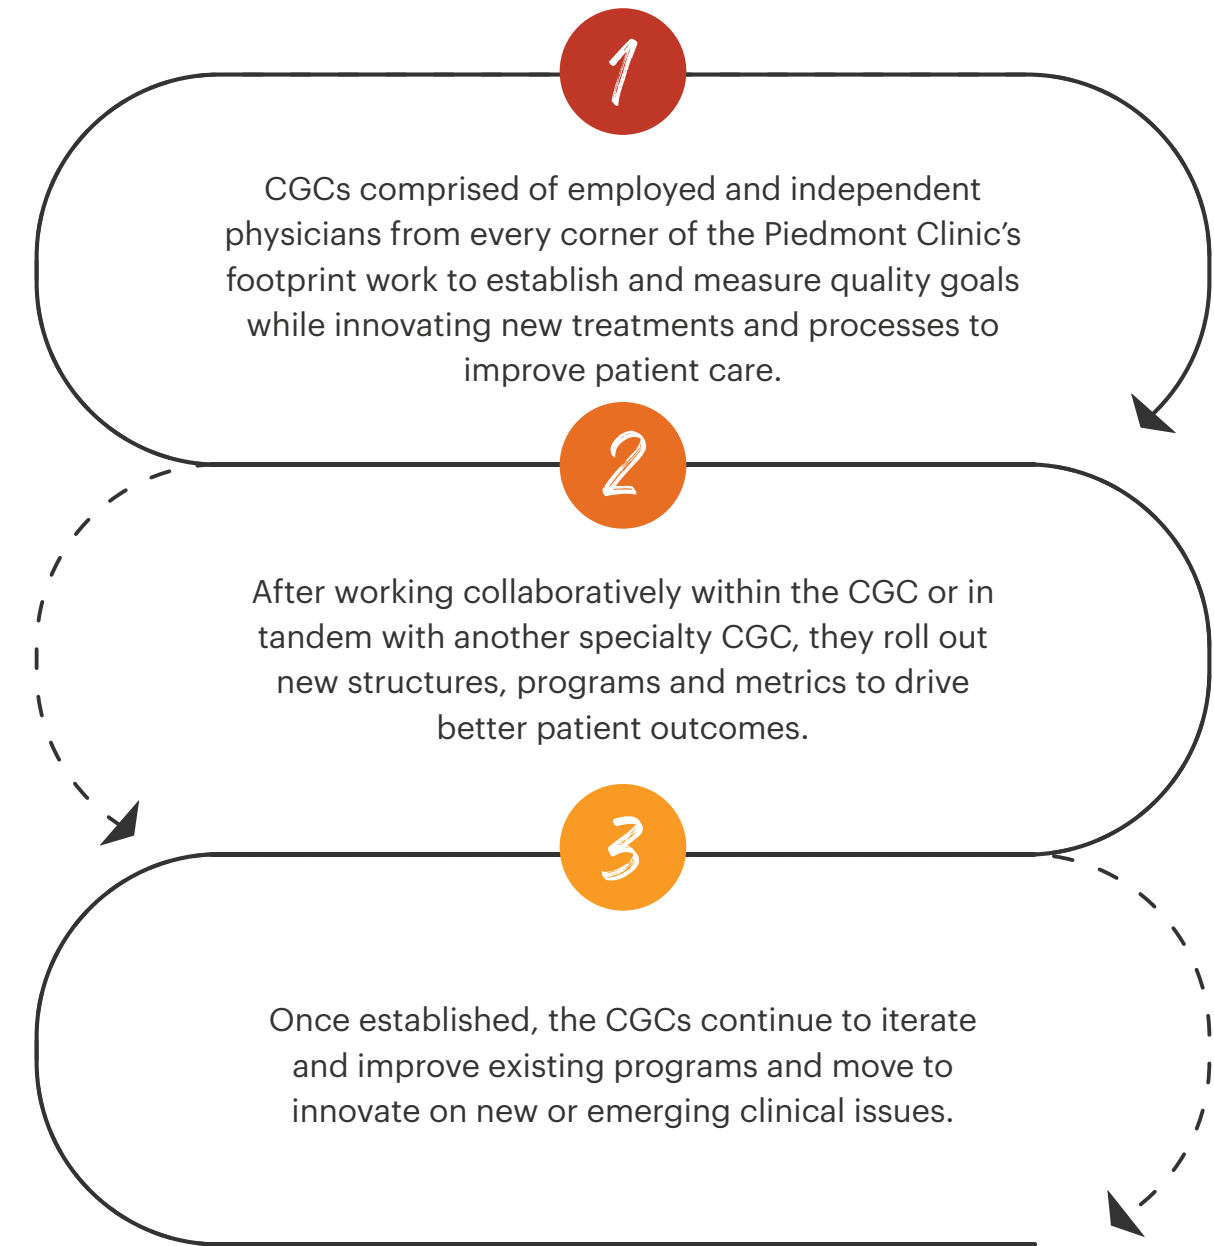 1
CGCs comprised of employed and independent
physicians from every corner of the Piedmont Clinic’s
footprint work to establish and measure quality goals
while innovating new treatments and processes to
improve patient care.
2
After working collaboratively within the CGC or in
tandem with another specialty CGC, they roll out
new structures, programs and metrics to drive
better patient outcomes.
3
Once established, the CGCs continue to iterate
and improve existing programs and move to
innovate on new or emerging clinical issues.